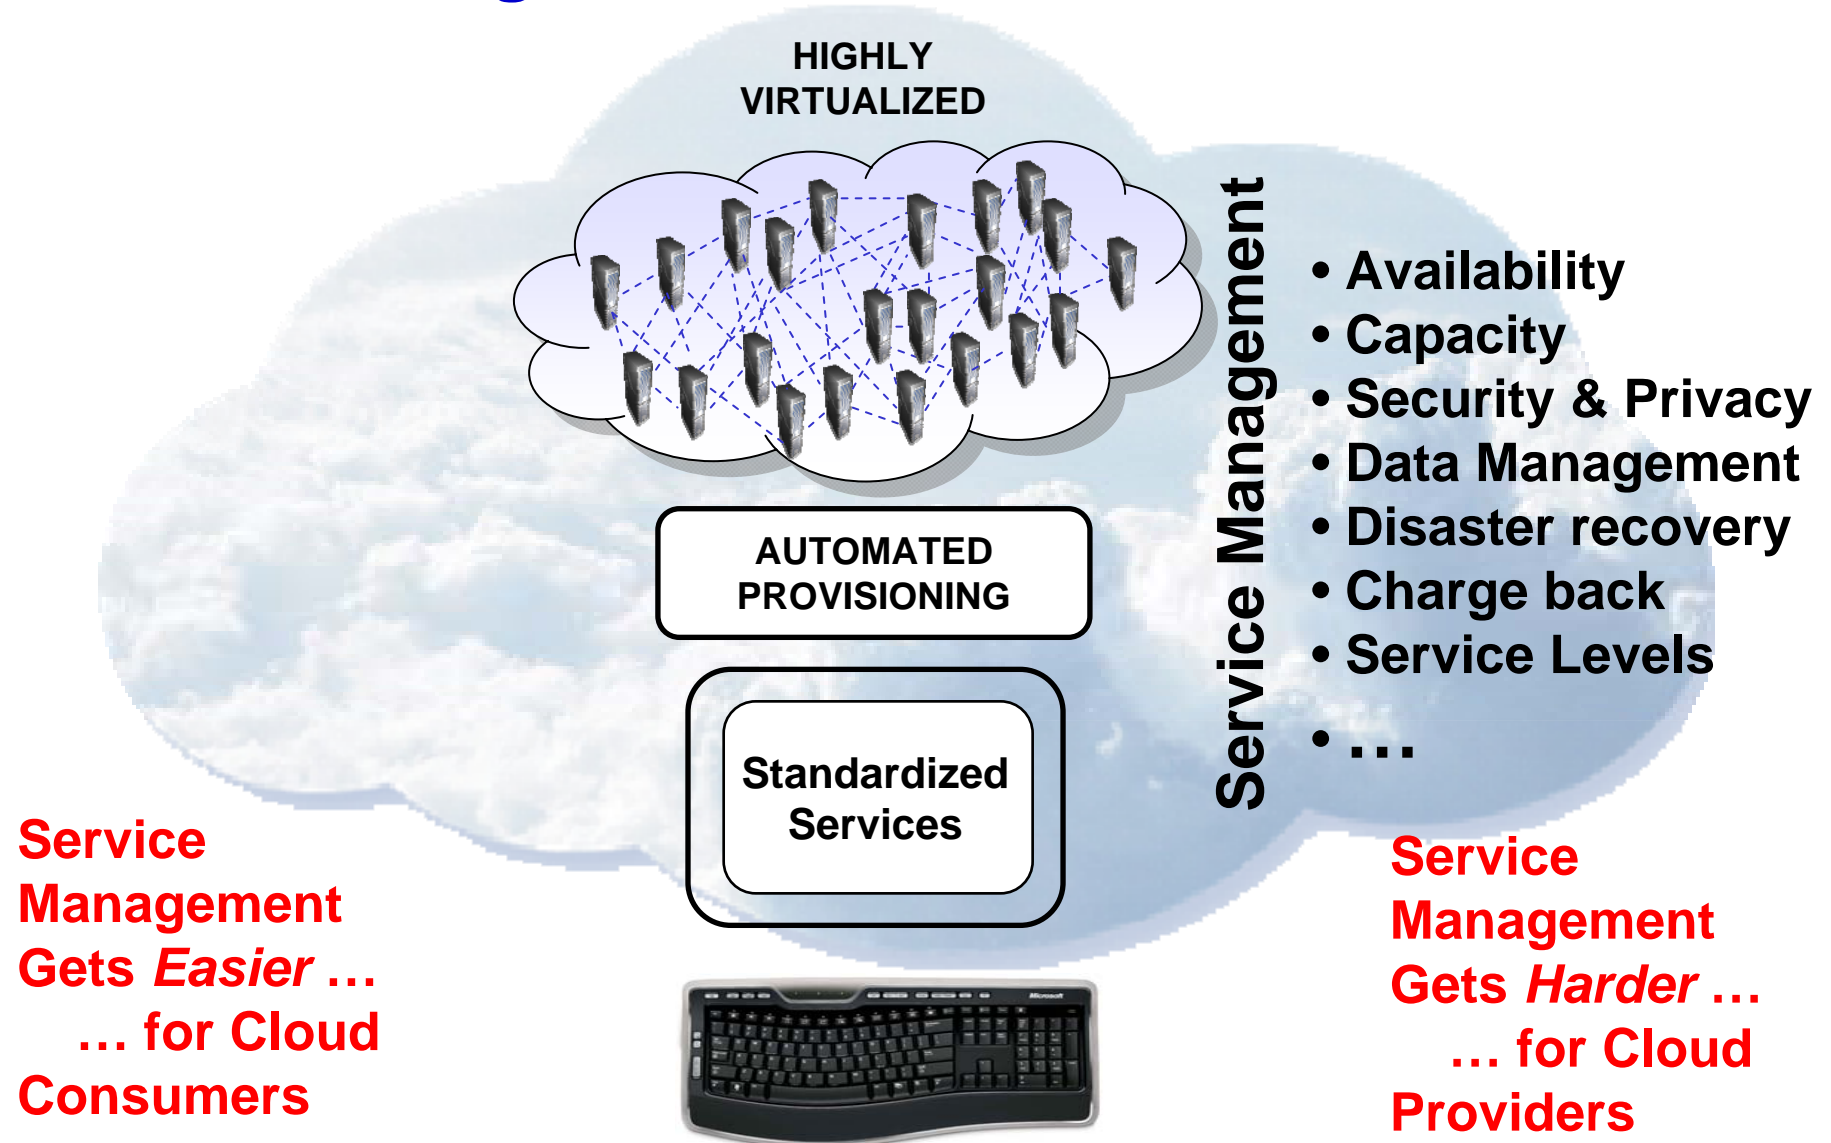 HIGHLY
VIRTUALIZED
Service Management
• Availability
• Capacity
• Security & Privacy
• Data Management
• Disaster recovery
• Charge back
• Service Levels
• …
AUTOMATED
PROVISIONING
Standardized
Services
Service
Management
Gets Easier …
… for Cloud
Consumers
Service
Management
Gets Harder …
… for Cloud
Providers
Microsoft